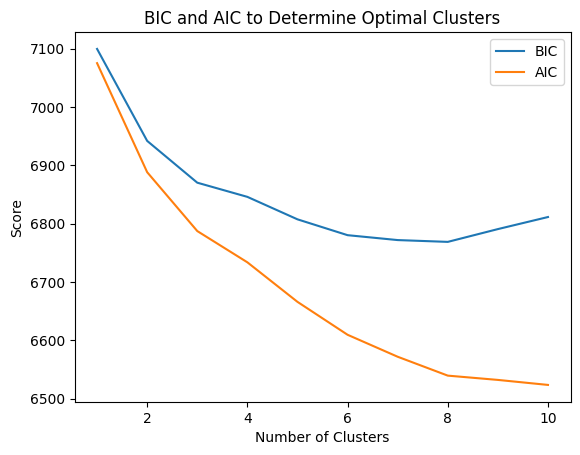 BIC and AIC to Determine Optimal Clusters
BIC
AIC
Score
7100
7000
6900
6800
6700
6600
6500
2 4 6 8 10
Number of Clusters